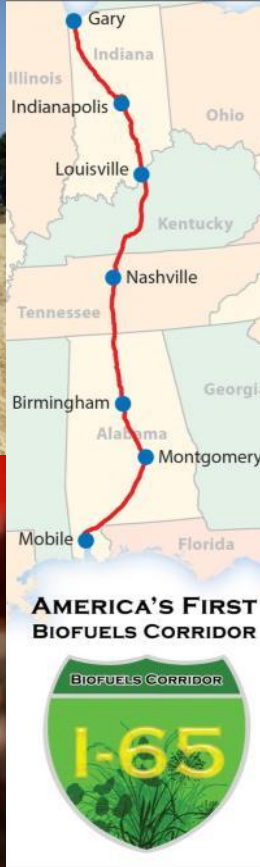 Gary
Indiana
Illinois
Indianapolis
Ohio
Louisville
Kentucky
Nashville
Tennessee
Georgia
Birmingham
Alabama
Montgomery
Mobile
Florida
AMERICA'S FIRST
BIOFUELS CORRIDOR
BIOFUELS CORRIDOR
I-65